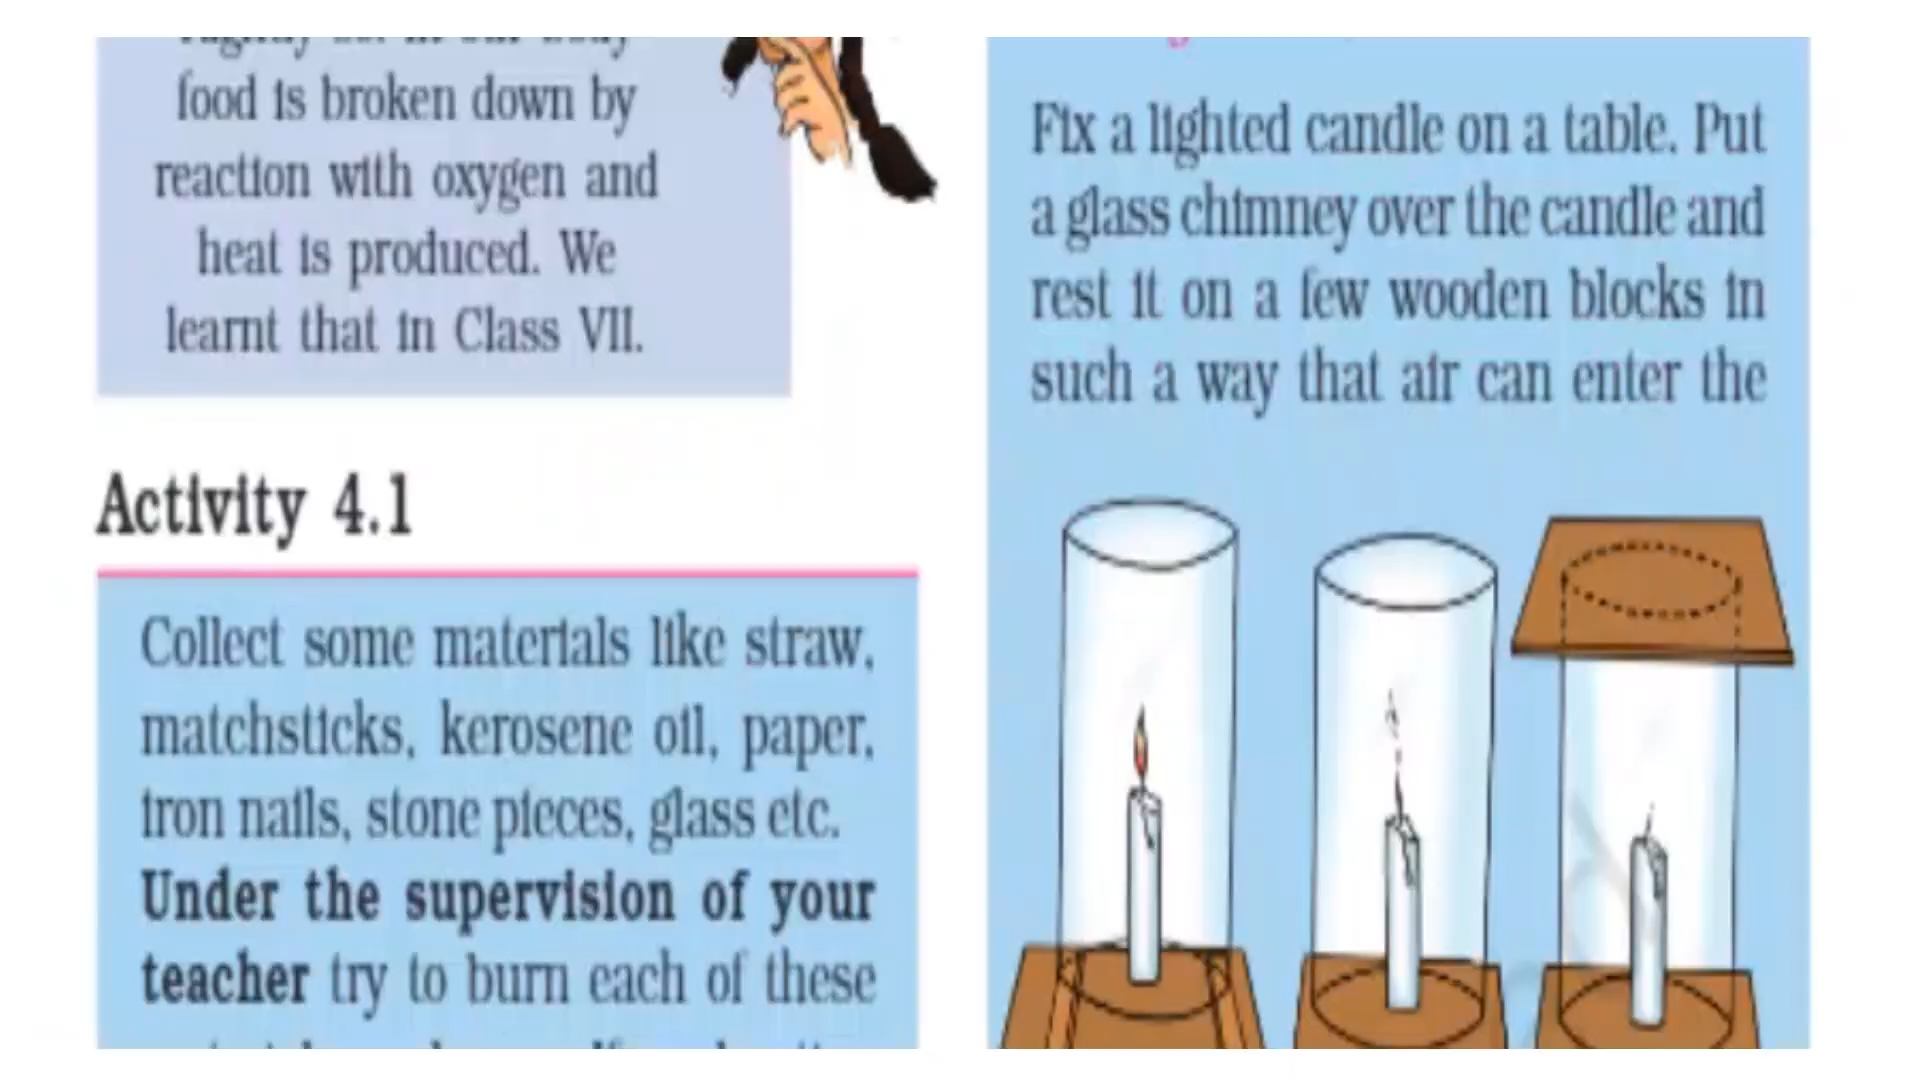 food is broken down by
reaction with oxygen and
heat is produced. We
learnt that in Class VII.
Activity 4.1
Collect some materials like straw,
matchsticks, kerosene oil, paper,
iron nails, stone pieces, glass etc.
Under the supervision of your
teacher try to burn each of these
Fix a lighted candle on a table. Put
a glass chimney over the candle and
rest it on a few wooden blocks in
such a way that air can enter the